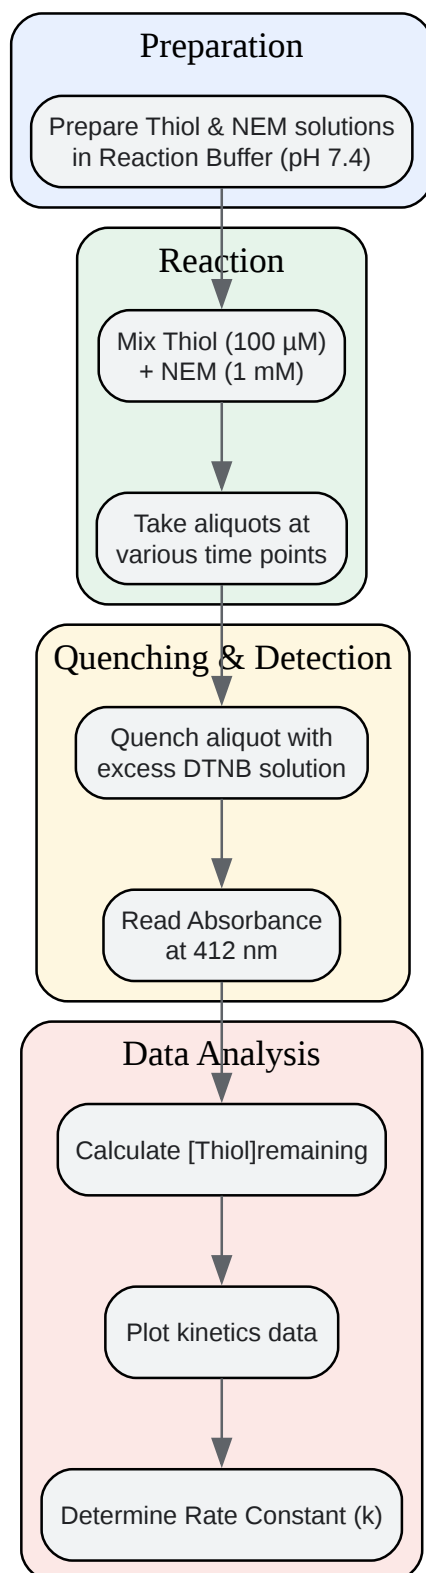 Preparation
Prepare Thiol & NEM solutions
in Reaction Buffer (pH 7.4)
Reaction
Mix Thiol (100 µM)
+ NEM (1 mM)
Take aliquots at
various time points
Quenching & Detection
Quench aliquot with
excess DTNB solution
Read Absorbance
at 412 nm
Data Analysis
Calculate [Thiol]remaining
Plot kinetics data
Determine Rate Constant (k)